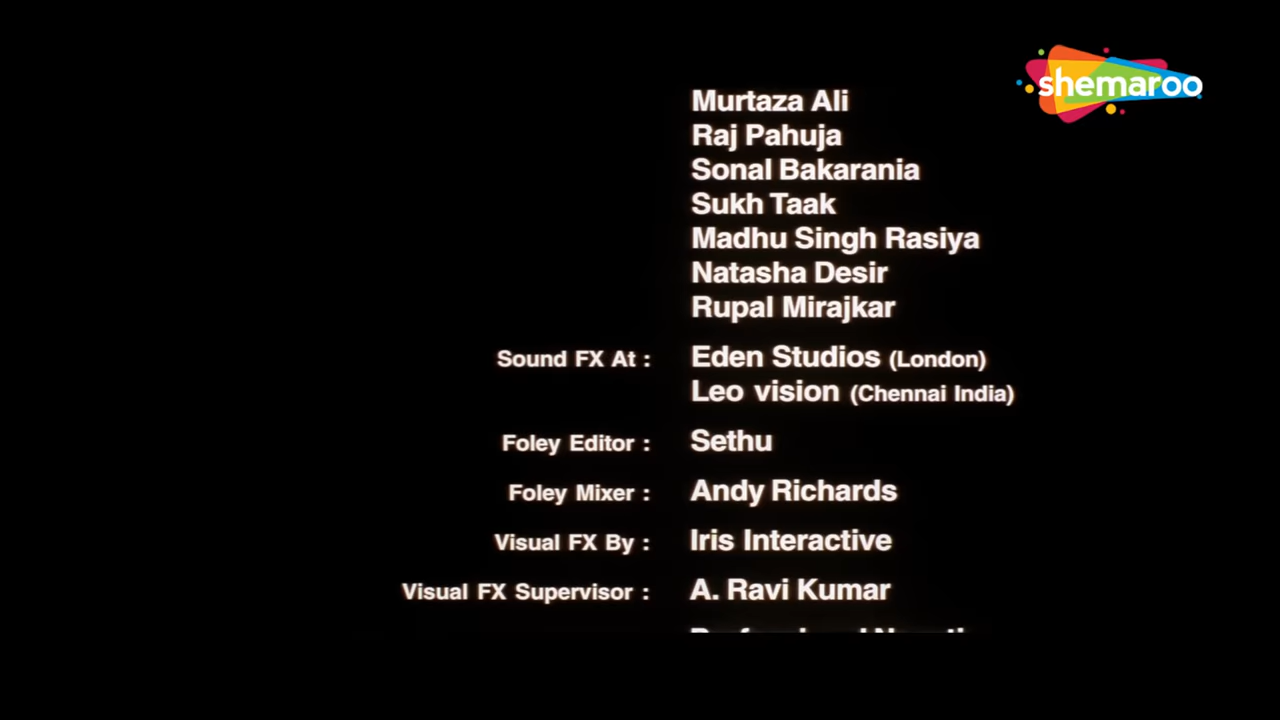 shemaroo
Murtaza Ali
Raj Pahuja
Sonal Bakarania
Sukh Taak
Madhu Singh Rasiya
Natasha Desir
Rupal Mirajkar
Sound FX At : Eden Studios (London)
Leo vision (Chennai India)
Foley Editor : Sethu
Foley Mixer : Andy Richards
Visual FX By : Iris Interactive
Visual FX Supervisor : A. Ravi Kumar